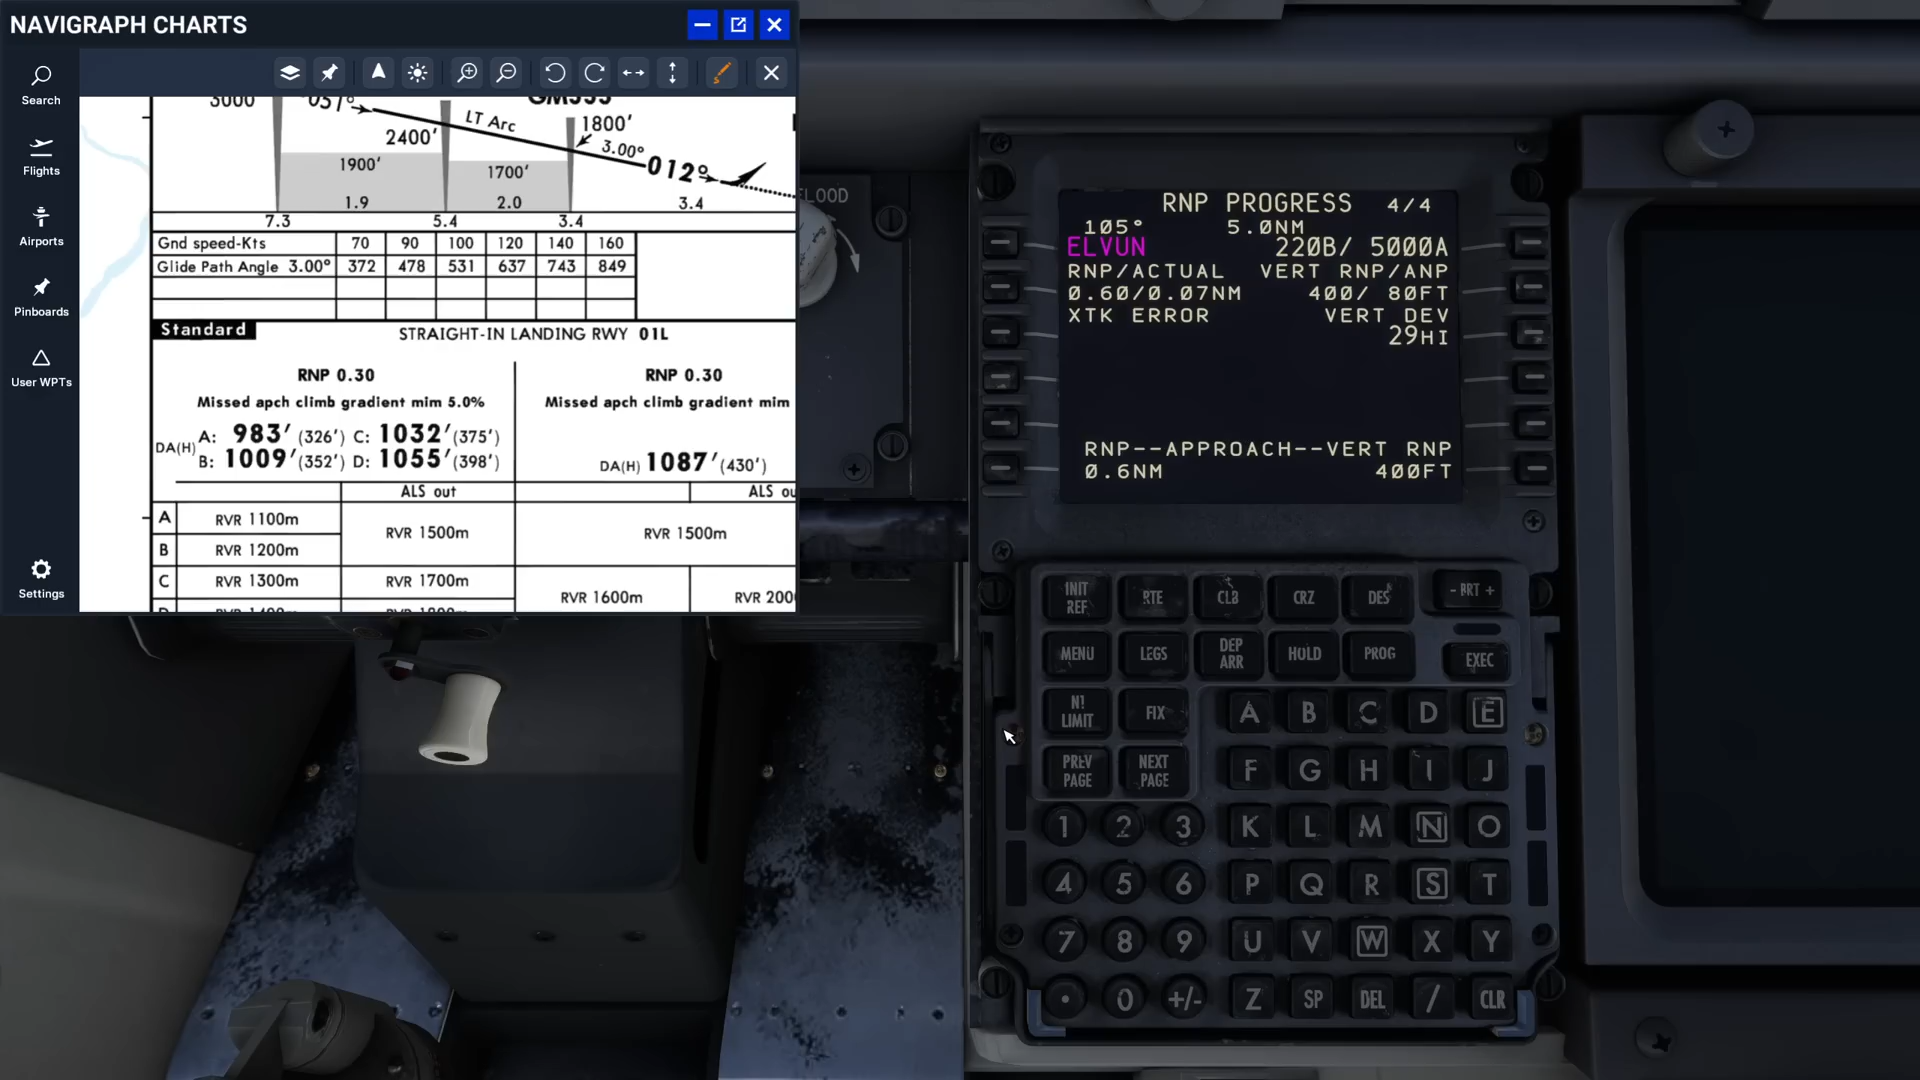 NAVIGRAPH CHARTS
Search
Flights
Airports
Pinboards
User WPTs
Settings
3000
051°
LT Arc
1800'
2400'
3.00°
012°
1900'
1700'
1.9
2.0
3.4
7.3
5.4
3.4
Gnd speed-Kts 70 90 100 120 140 160
Glide Path Angle 3.00° 372 478 531 637 743 849
Standard
STRAIGHT-IN LANDING RWY 01L
RNP 0.30
RNP 0.30
Missed apch climb gradient mim 5.0%
Missed apch climb gradient mim
DA(H)
A: 983' (326') C: 1032' (375')
B: 1009' (352') D: 1055' (398')
DA(H) 1087' (430')
ALS out
A RVR 1100m RVR 1500m RVR 1500m
B RVR 1200m
C RVR 1300m RVR 1700m RVR 1600m
RNP PROGRESS 4/4
105° 5.0NM
ELVUN 220B/ 5000A
RNP/ACTUAL VERT RNP/ANP
0.60/0.07NM 400/ 80FT
XTK ERROR VERT DEV
29HI
RNP--APPROACH--VERT RNP
0.6NM 400FT
INIT REF RTE CLB CRZ DES - BRT +
MENU LEGS DEP ARR HOLD PROG EXEC
N1 LIMIT FIX A B C D E
PREV PAGE NEXT PAGE F G H I J
1 2 3 K L M N O
4 5 6 P Q R S T
7 8 9 U V W X Y
. 0 +/- Z SP DEL / CLR